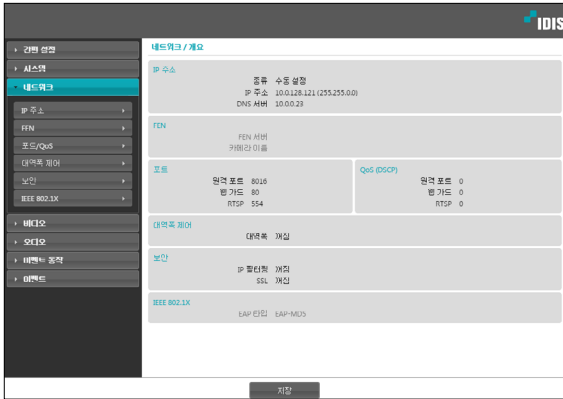 IDIS
간편 설정
시스템
네트워크
IP 주소
FEN
포트/QoS
대역폭 제어
보안
IEEE 802.1X
비디오
오디오
이벤트 동작
이벤트
네트워크 / 개요
IP 주소
종류 수동 설정
IP 주소 10.0.128.121 (255.255.0.0)
DNS 서버 10.0.0.23
FEN
FEN 서버
카메라 이름
포트
원격 포트 8016
웹 가드 80
RTSP 554
QoS (DSCP)
원격 포트 0
웹 가드 0
RTSP 0
대역폭 제어
대역폭 꺼짐
보안
IP 필터링 꺼짐
SSL 꺼짐
IEEE 802.1X
EAP 타입 EAP-MD5
저장